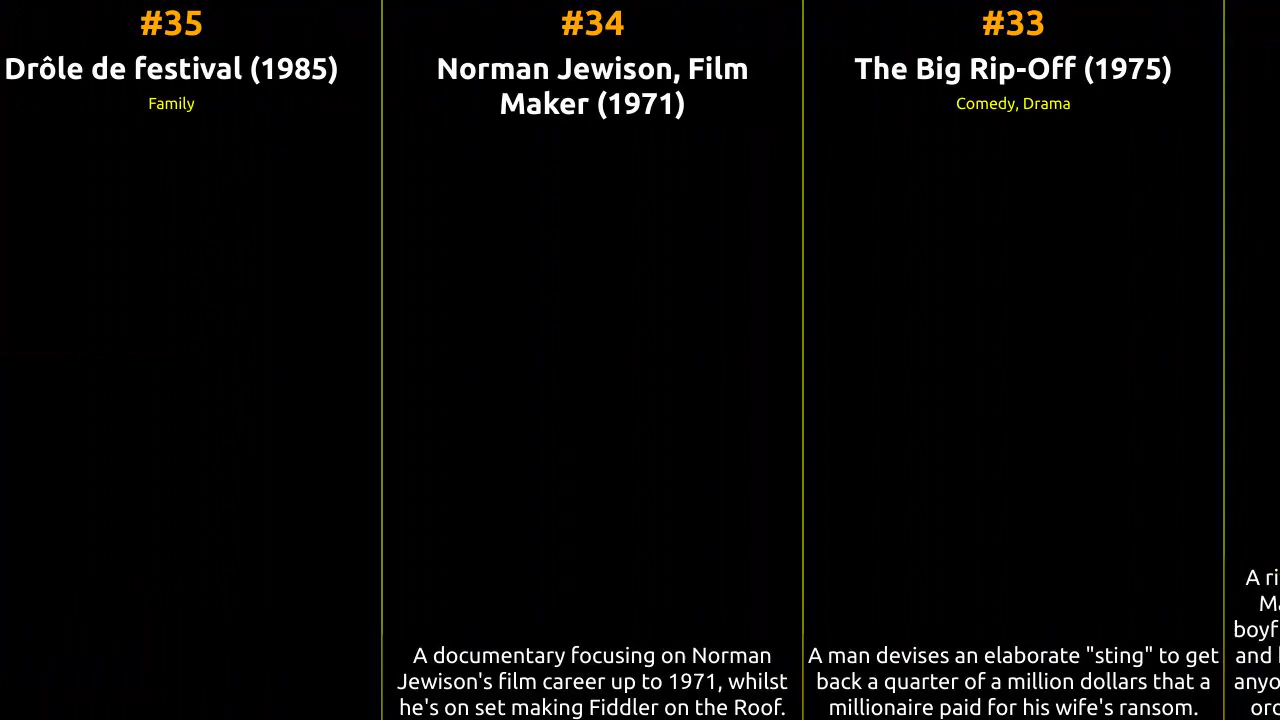 #35
Drôle de festival (1985)
Family
#34
Norman Jewison, Film
Maker (1971)
A documentary focusing on Norman
Jewison's film career up to 1971, whilst
he's on set making Fiddler on the Roof.
#33
The Big Rip-Off (1975)
Comedy, Drama
A man devises an elaborate "sting" to get
back a quarter of a million dollars that a
millionaire paid for his wife's ransom.
A
and